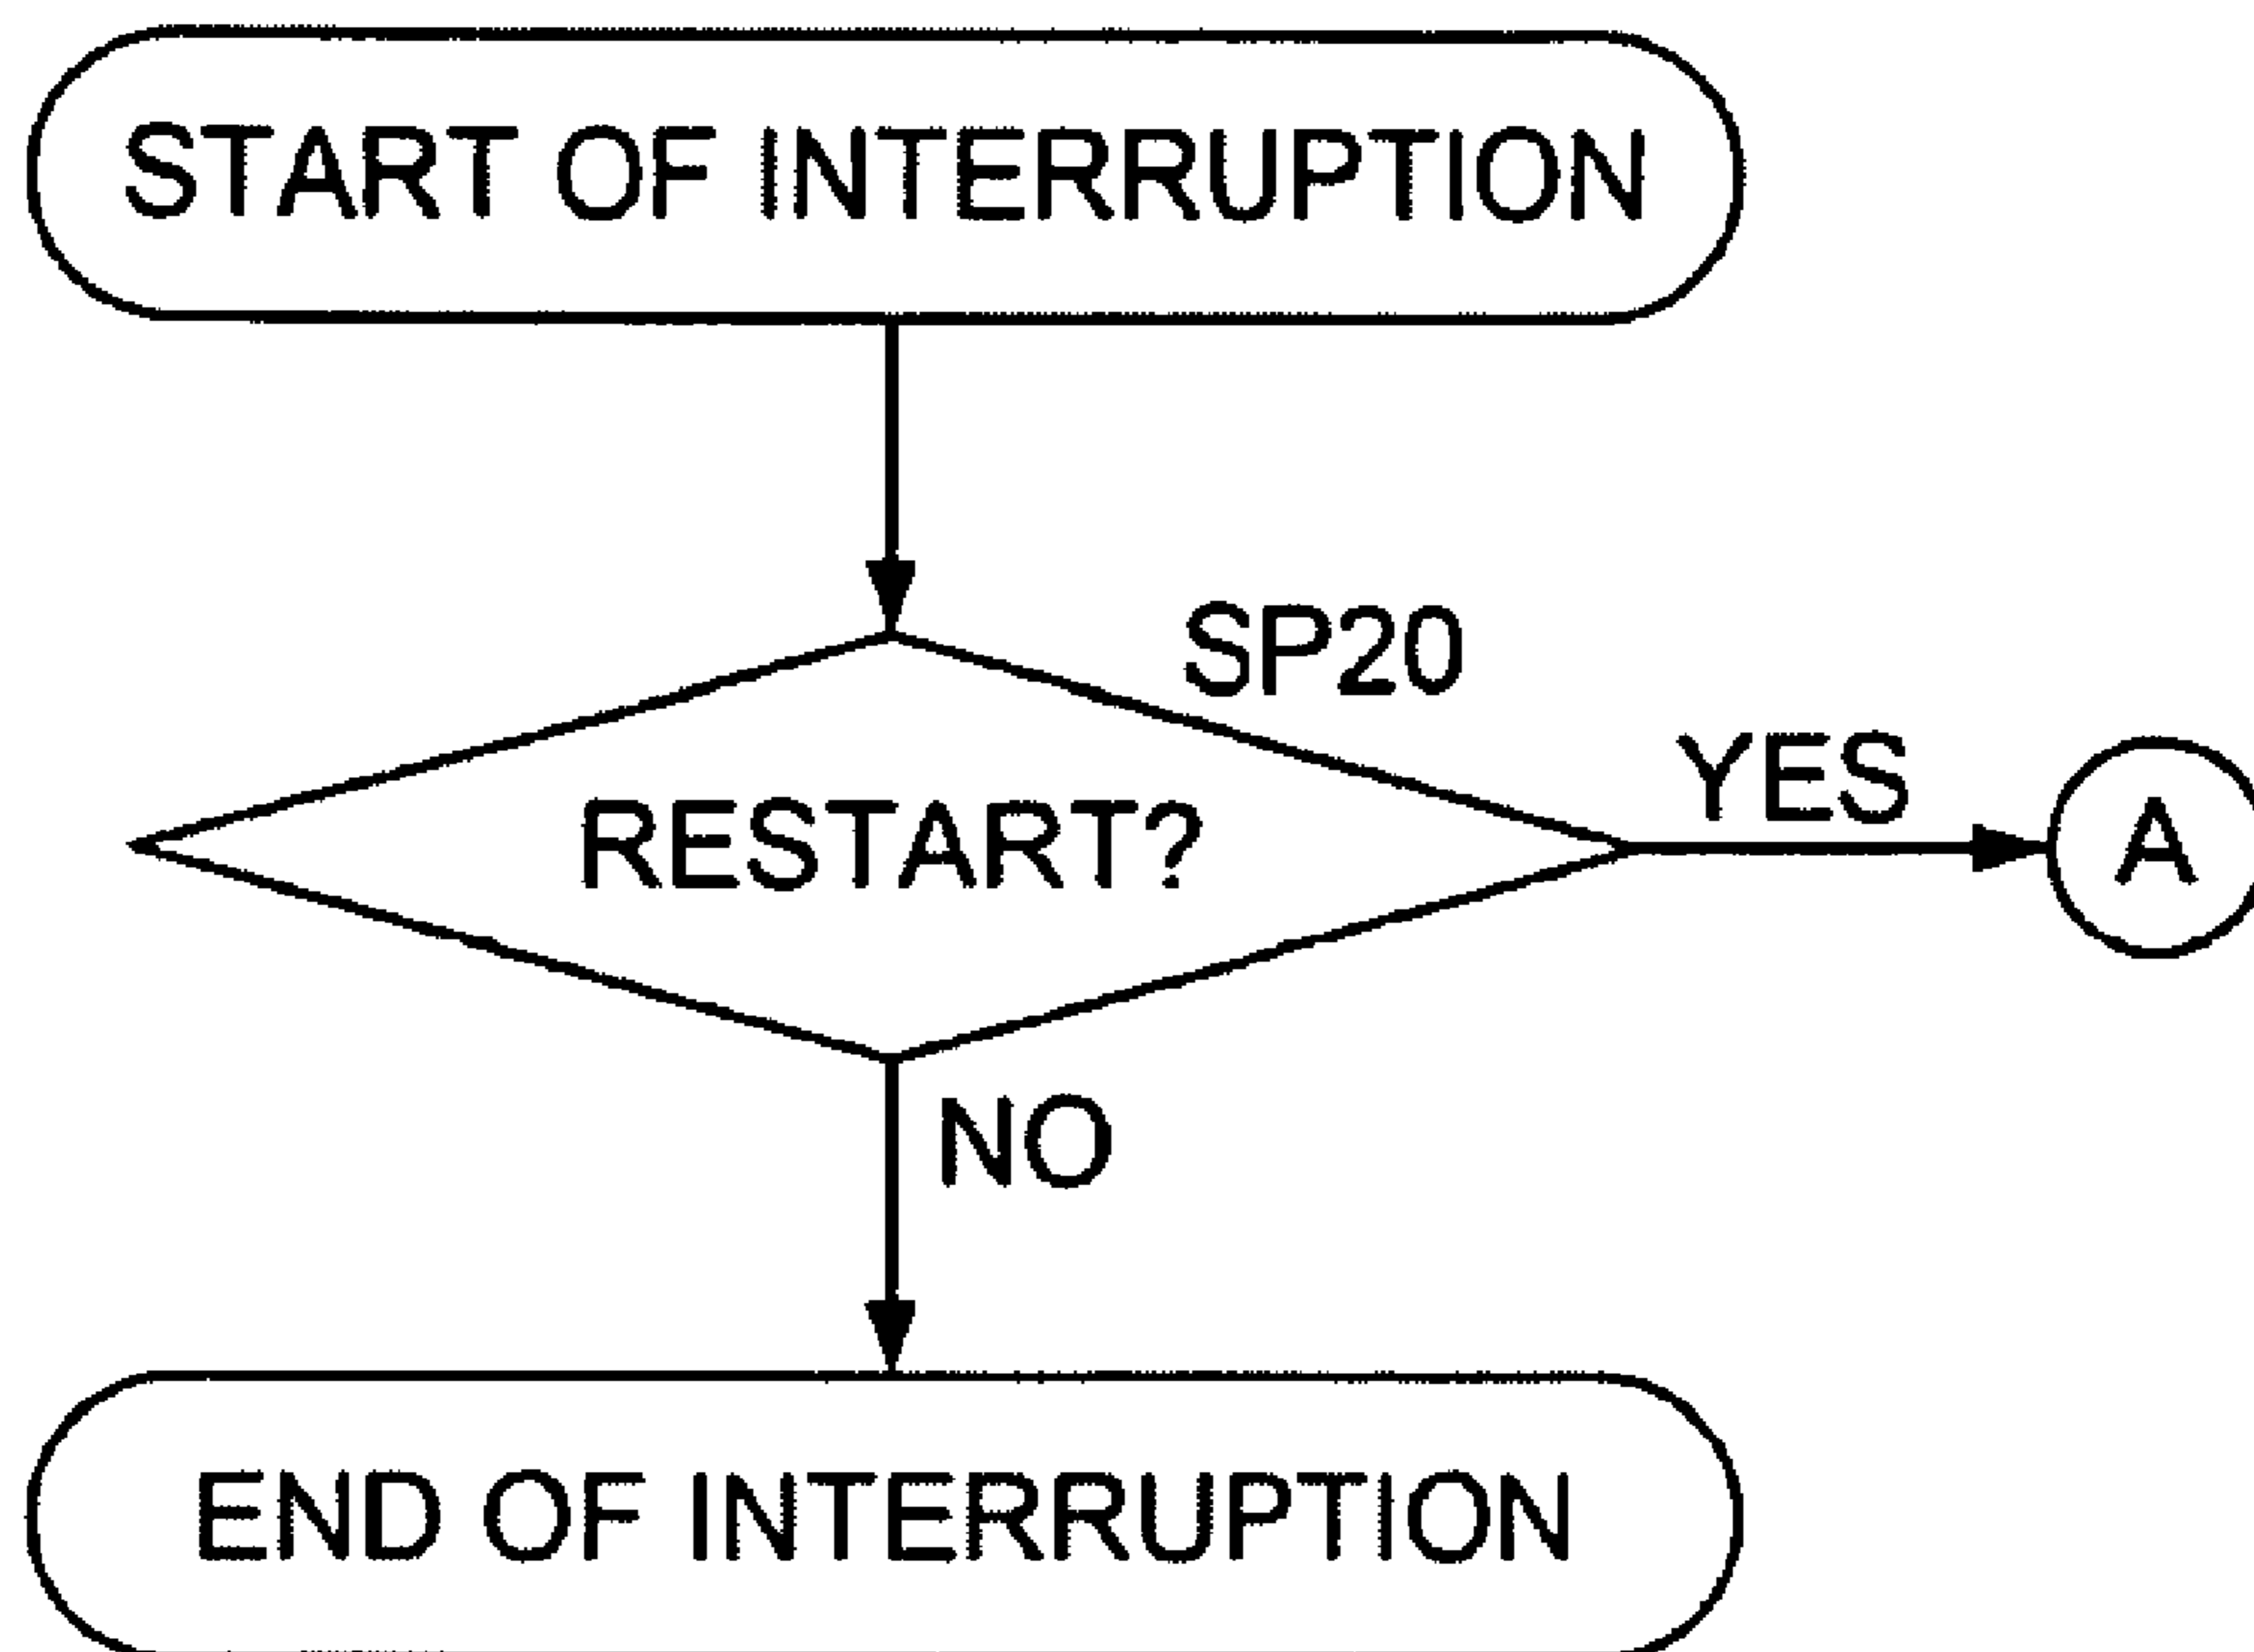 START OF INTERRUPTION
SP20
YES
RESTART?
A
NO
END OF INTERRUPTION